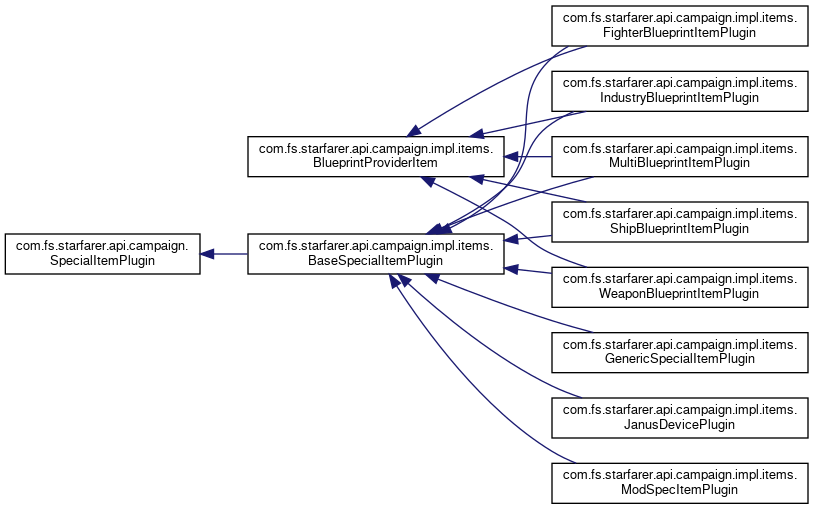 com.fs.starfarer.api.campaign.impl.items.
FighterBlueprintItemPlugin
com.fs.starfarer.api.campaign.impl.items.
IndustryBlueprintItemPlugin
com.fs.starfarer.api.campaign.impl.items.
BlueprintProviderItem
com.fs.starfarer.api.campaign.impl.items.
MultiBlueprintItemPlugin
com.fs.starfarer.api.campaign.impl.items.
ShipBlueprintItemPlugin
com.fs.starfarer.api.campaign.
SpecialItemPlugin
com.fs.starfarer.api.campaign.impl.items.
BaseSpecialItemPlugin
com.fs.starfarer.api.campaign.impl.items.
WeaponBlueprintItemPlugin
com.fs.starfarer.api.campaign.impl.items.
GenericSpecialItemPlugin
com.fs.starfarer.api.campaign.impl.items.
JanusDevicePlugin
com.fs.starfarer.api.campaign.impl.items.
ModSpecItemPlugin